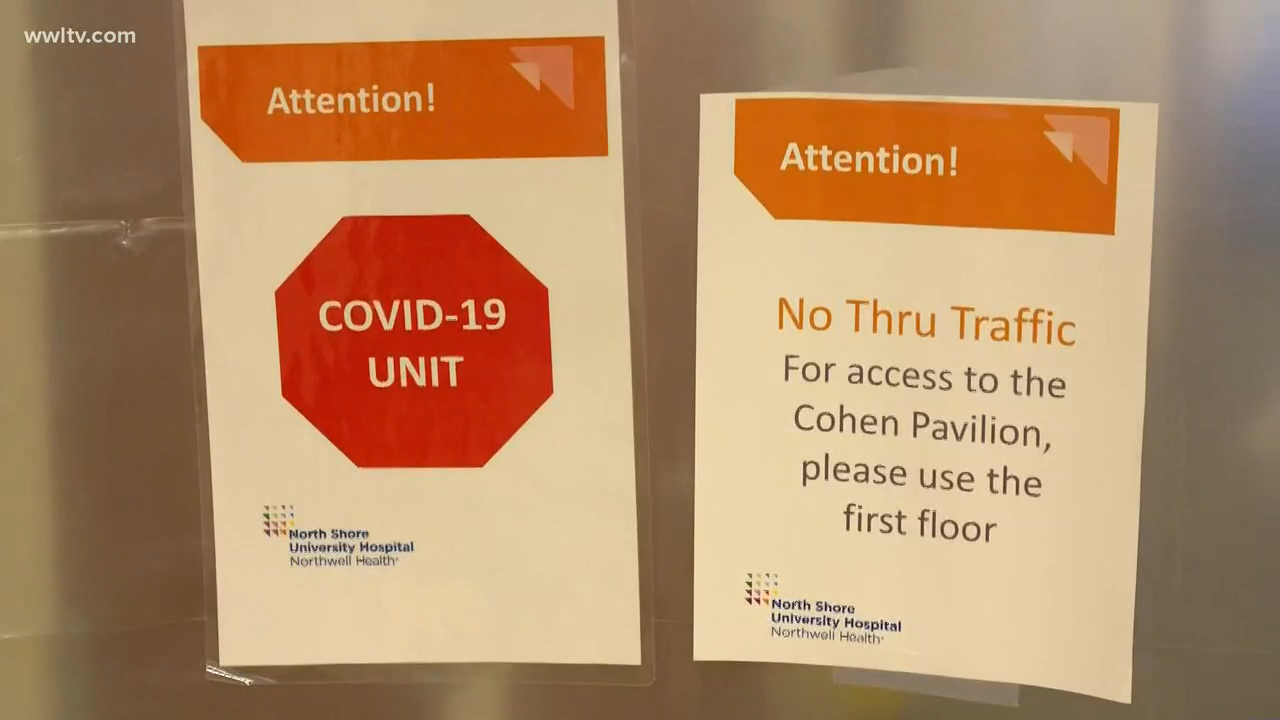 wwltv.com
Attention!
COVID-19
UNIT
North Shore
University Hospital
Northwell Health
Attention!
No Thru Traffic
For access to the
Cohen Pavilion,
please use the
first floor
North Shore
University Hospital
Northwell Health